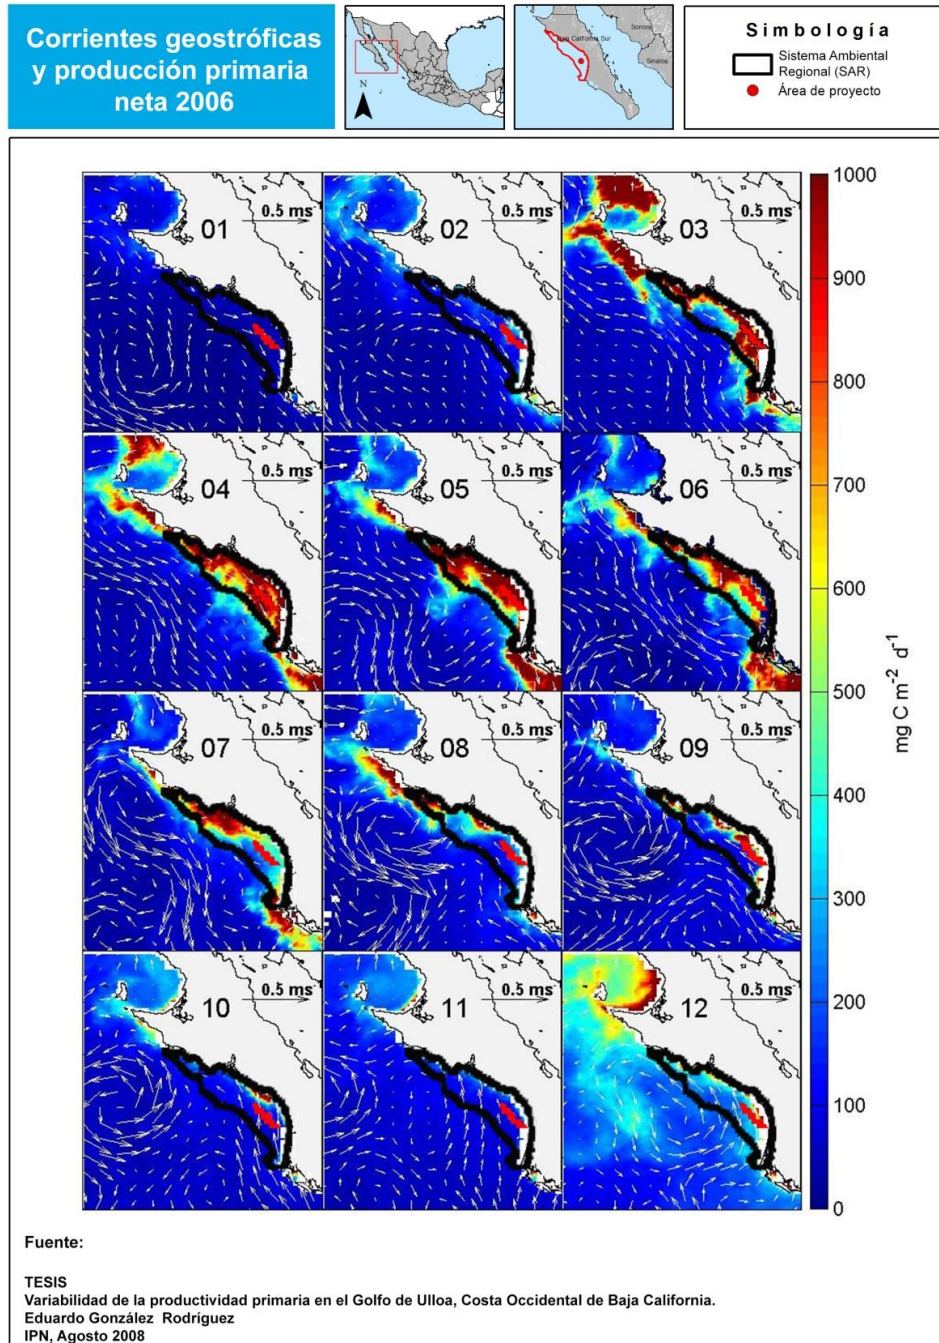 Corrientes geostróficas
y producción primaria
neta 2006
N
Baja California Sur
Sonora
Sinaloa
Simbología
Sistema Ambiental
Regional (SAR)
Área de proyecto
0.5 ms
01
0.5 ms
02
0.5 ms
03
0.5 ms
04
0.5 ms
05
0.5 ms
06
0.5 ms
07
0.5 ms
08
0.5 ms
09
0.5 ms
10
0.5 ms
11
0.5 ms
12
1000
900
800
700
600
500
400
300
200
100
0
mg C m⁻² d⁻¹
Fuente:
TESIS
Variabilidad de la productividad primaria en el Golfo de Ulloa, Costa Occidental de Baja California.
Eduardo González Rodríguez
IPN, Agosto 2008